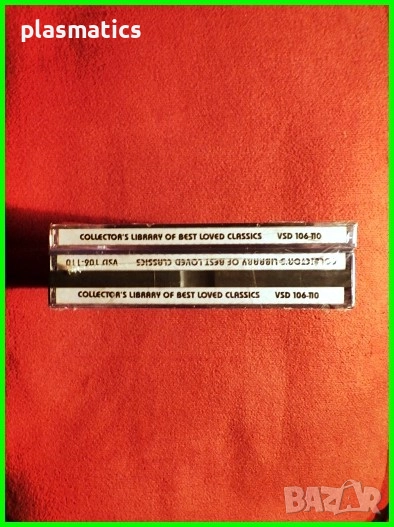 plasmatics
COLLECTOR'S LIBRARY OF BEST LOVED CLASSICS VSD 106-110
COLLECTOR'S LIBRARY OF BEST LOVED CLASSICS VSD 106-110
COLLECTOR'S LIBRARY OF BEST LOVED CLASSICS VSD 106-110
BAZAR